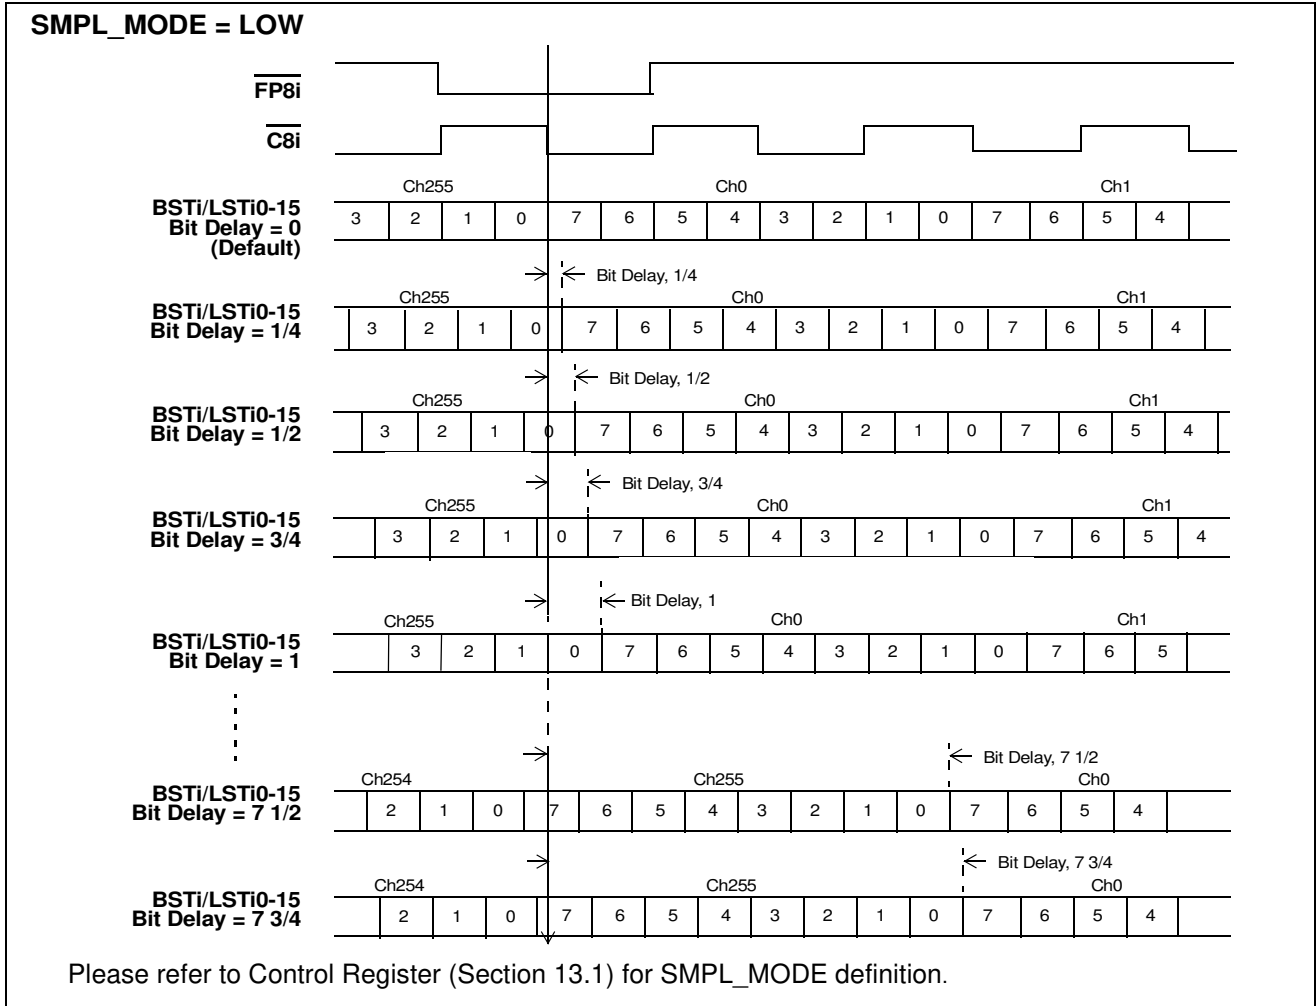 SMPL_MODE = LOW
FP8i
C8i
Ch255 Ch0 Ch1
BSTi/LSTi0-15
Bit Delay = 0
(Default)
3 2 1 0 7 6 5 4 3 2 1 0 7 6 5 4
Bit Delay, 1/4
Ch255 Ch0 Ch1
BSTi/LSTi0-15
Bit Delay = 1/4
3 2 1 0 7 6 5 4 3 2 1 0 7 6 5 4
Bit Delay, 1/2
Ch255 Ch0 Ch1
BSTi/LSTi0-15
Bit Delay = 1/2
3 2 1 0 7 6 5 4 3 2 1 0 7 6 5 4
Bit Delay, 3/4
Ch255 Ch0 Ch1
BSTi/LSTi0-15
Bit Delay = 3/4
3 2 1 0 7 6 5 4 3 2 1 0 7 6 5 4
Bit Delay, 1
Ch255 Ch0 Ch1
BSTi/LSTi0-15
Bit Delay = 1
3 2 1 0 7 6 5 4 3 2 1 0 7 6 5
Bit Delay, 7 1/2
Ch254 Ch255 Ch0
BSTi/LSTi0-15
Bit Delay = 7 1/2
2 1 0 7 6 5 4 3 2 1 0 7 6 5 4
Bit Delay, 7 3/4
Ch254 Ch255 Ch0
BSTi/LSTi0-15
Bit Delay = 7 3/4
2 1 0 7 6 5 4 3 2 1 0 7 6 5 4
Please refer to Control Register (Section 13.1) for SMPL_MODE definition.